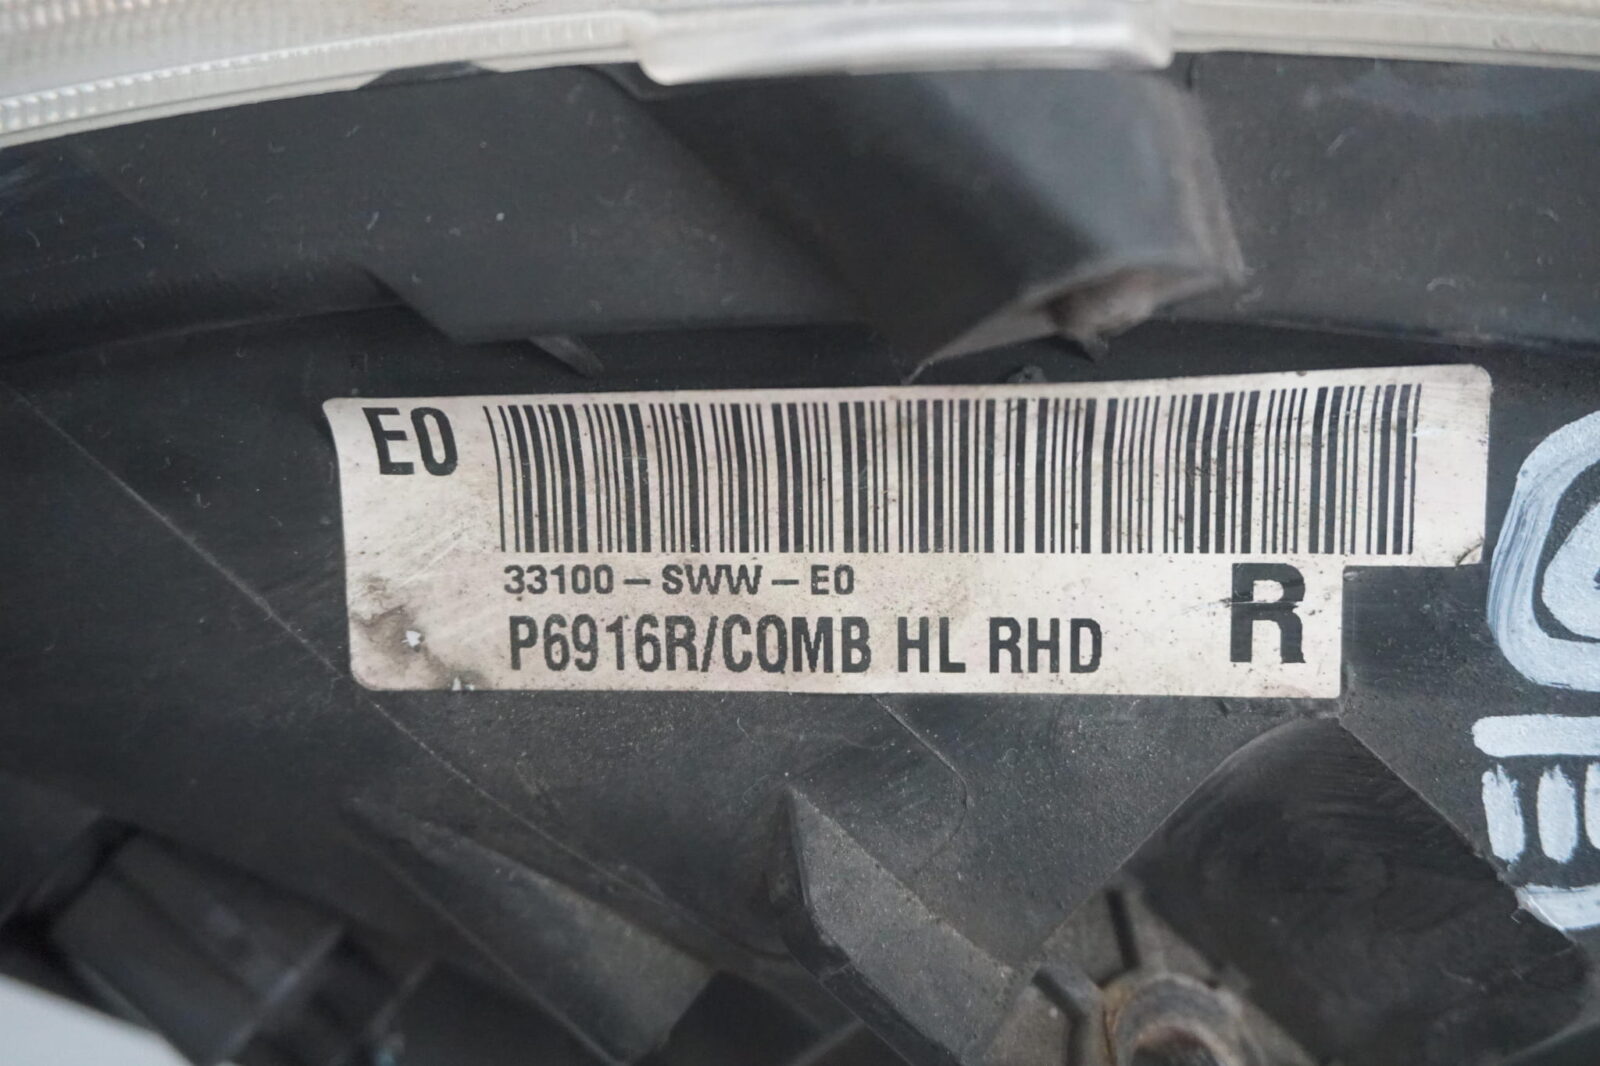 E0
33100-SWW-E0
P6916R/COMB HL RHD R